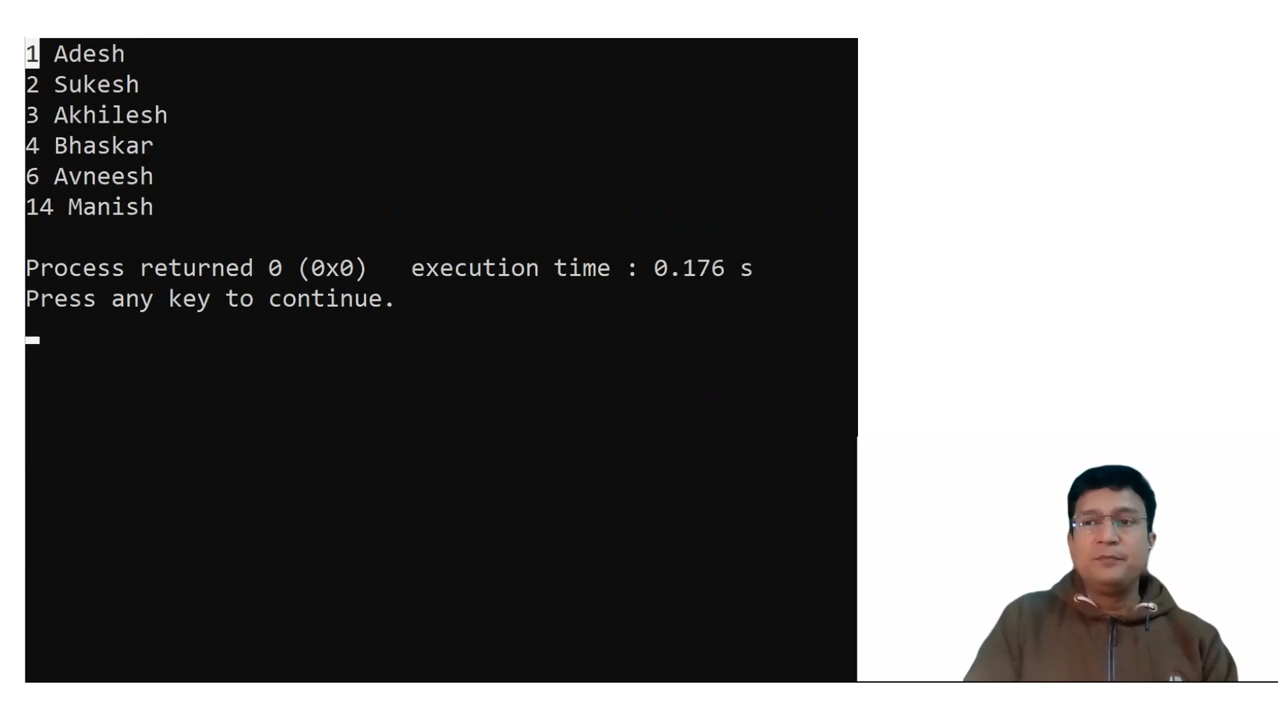 1 Adesh
2 Sukesh
3 Akhilesh
4 Bhaskar
6 Avneesh
14 Manish
Process returned 0 (0x0)   execution time : 0.176 s
Press any key to continue.